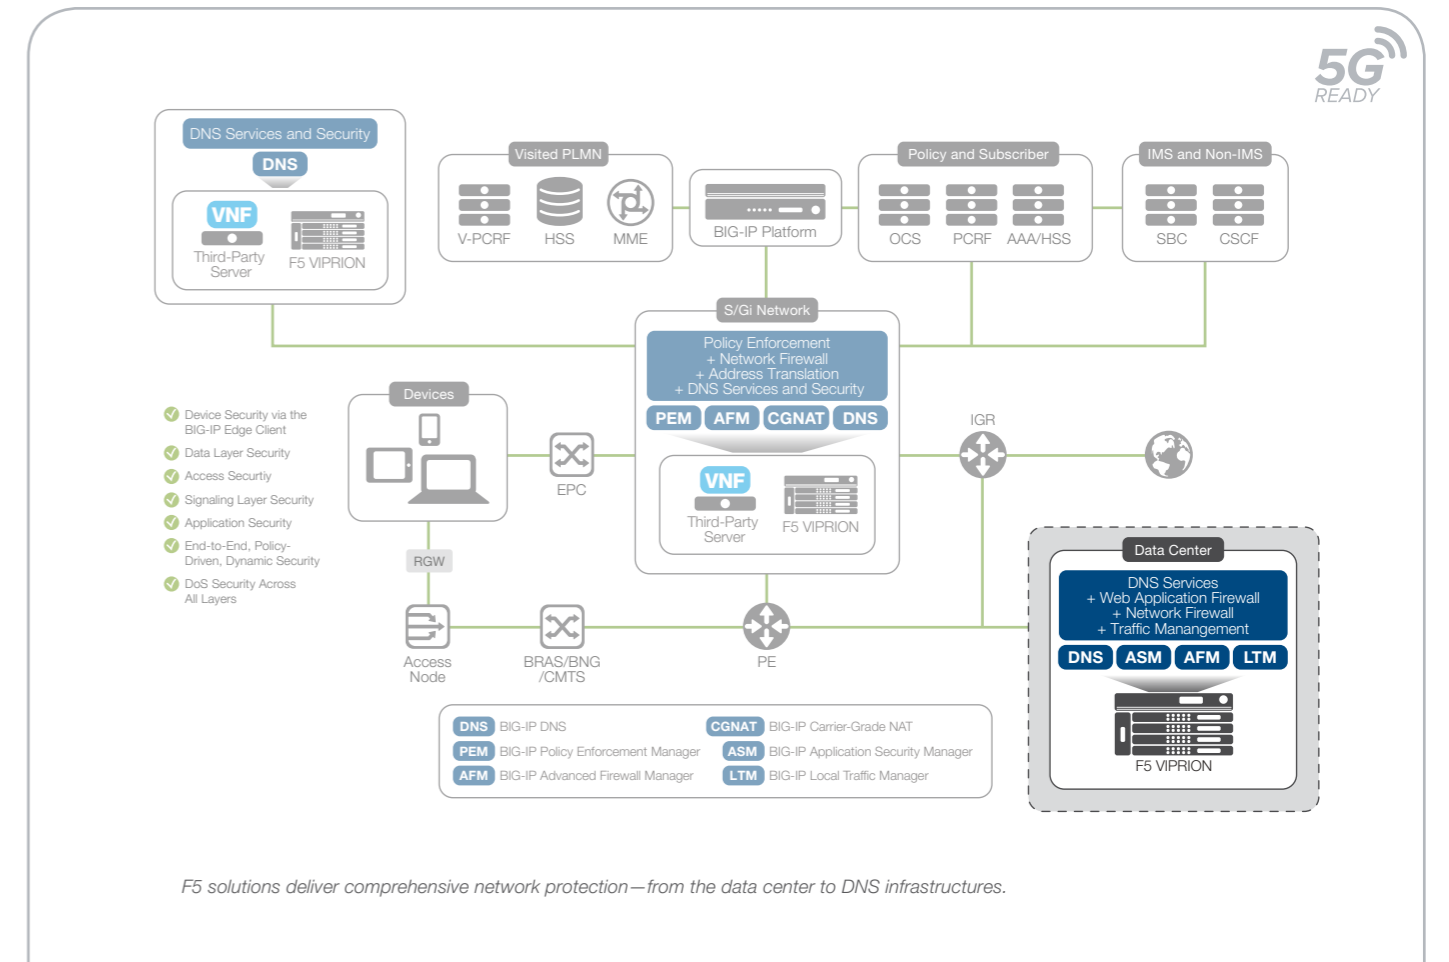 5G
READY
DNS Services and Security
DNS
VNF
Third-Party
Server
F5 VIPRION
Visited PLMN
V-PCRF
HSS
MME
BIG-IP Platform
Policy and Subscriber
OCS
PCRF
AAA/HSS
IMS and Non-IMS
SBC
CSCF
S/Gi Network
Policy Enforcement
+ Network Firewall
+ Address Translation
+ DNS Services and Security
PEM
AFM
CGNAT
DNS
VNF
Third-Party
Server
F5 VIPRION
Device Security via the
BIG-IP Edge Client
Data Layer Security
Access Securtiy
Signaling Layer Security
Application Security
End-to-End, Policy-
Driven, Dynamic Security
DoS Security Across
All Layers
Devices
EPC
RGW
IGR
Access
Node
BRAS/BNG
/CMTS
PE
Data Center
DNS Services
+ Web Application Firewall
+ Network Firewall
+ Traffic Manangement
DNS
ASM
AFM
LTM
F5 VIPRION
DNS BIG-IP DNS
PEM BIG-IP Policy Enforcement Manager
AFM BIG-IP Advanced Firewall Manager
CGNAT BIG-IP Carrier-Grade NAT
ASM BIG-IP Application Security Manager
LTM BIG-IP Local Traffic Manager
F5 solutions deliver comprehensive network protection—from the data center to DNS infrastructures.